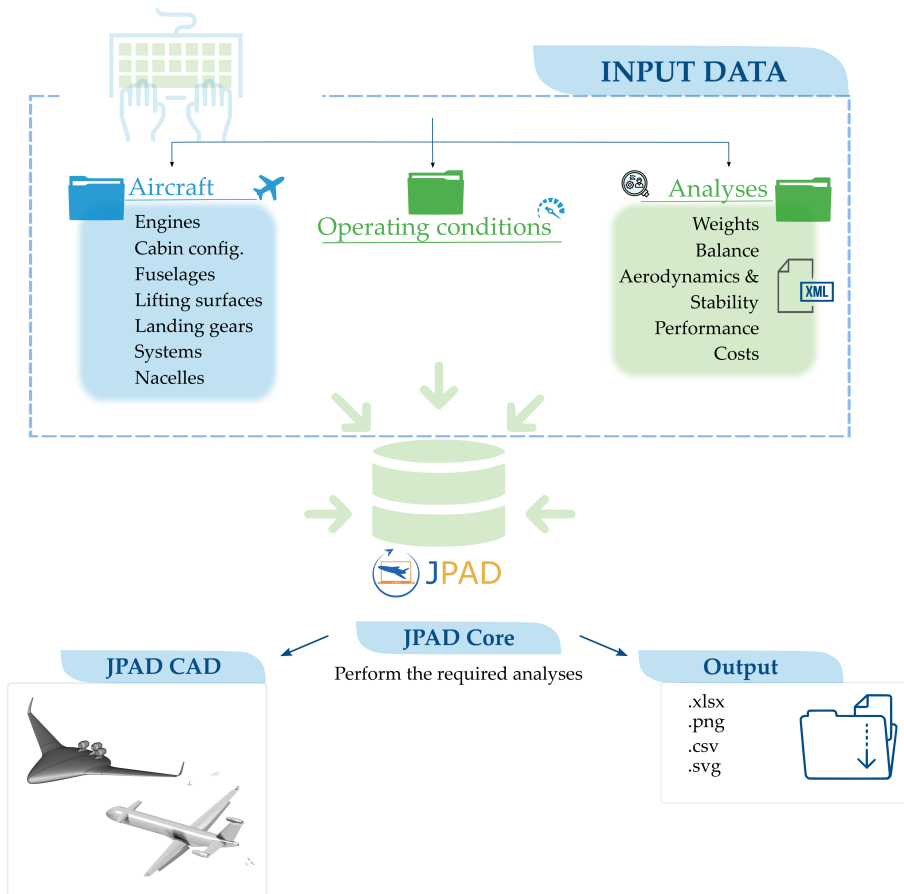 INPUT DATA
Aircraft
Engines
Cabin config.
Fuselages
Lifting surfaces
Landing gears
Systems
Nacelles
Operating conditions
Analyses
Weights
Balance
Aerodynamics &
Stability
Performance
Costs
XML
JPAD
JPAD Core
Perform the required analyses
JPAD CAD
Output
.xlsx
.png
.csv
.svg